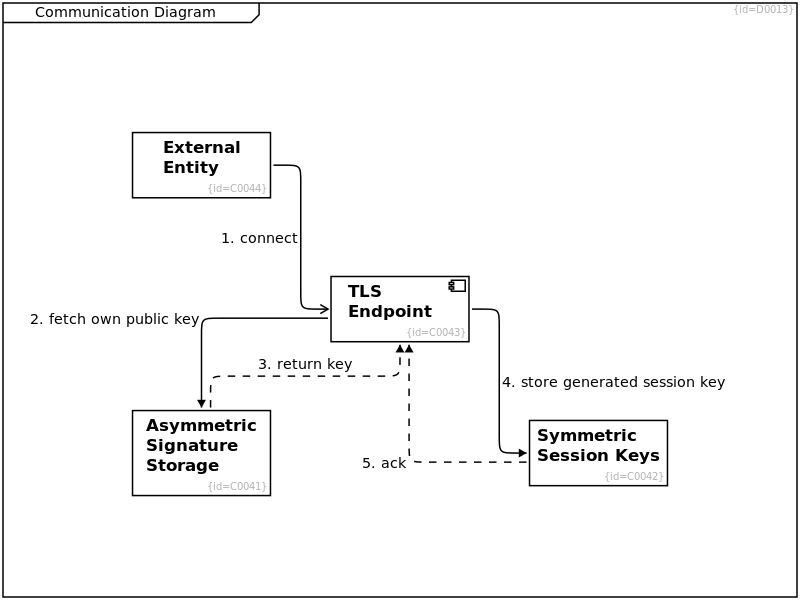 Communication Diagram
{id=D0013}
External
Entity
{id=C0044}
1. connect
TLS
Endpoint
{id=C0043}
2. fetch own public key
3. return key
4. store generated session key
Asymmetric
Signature
Storage
{id=C0041}
Symmetric
Session Keys
{id=C0042}
5. ack